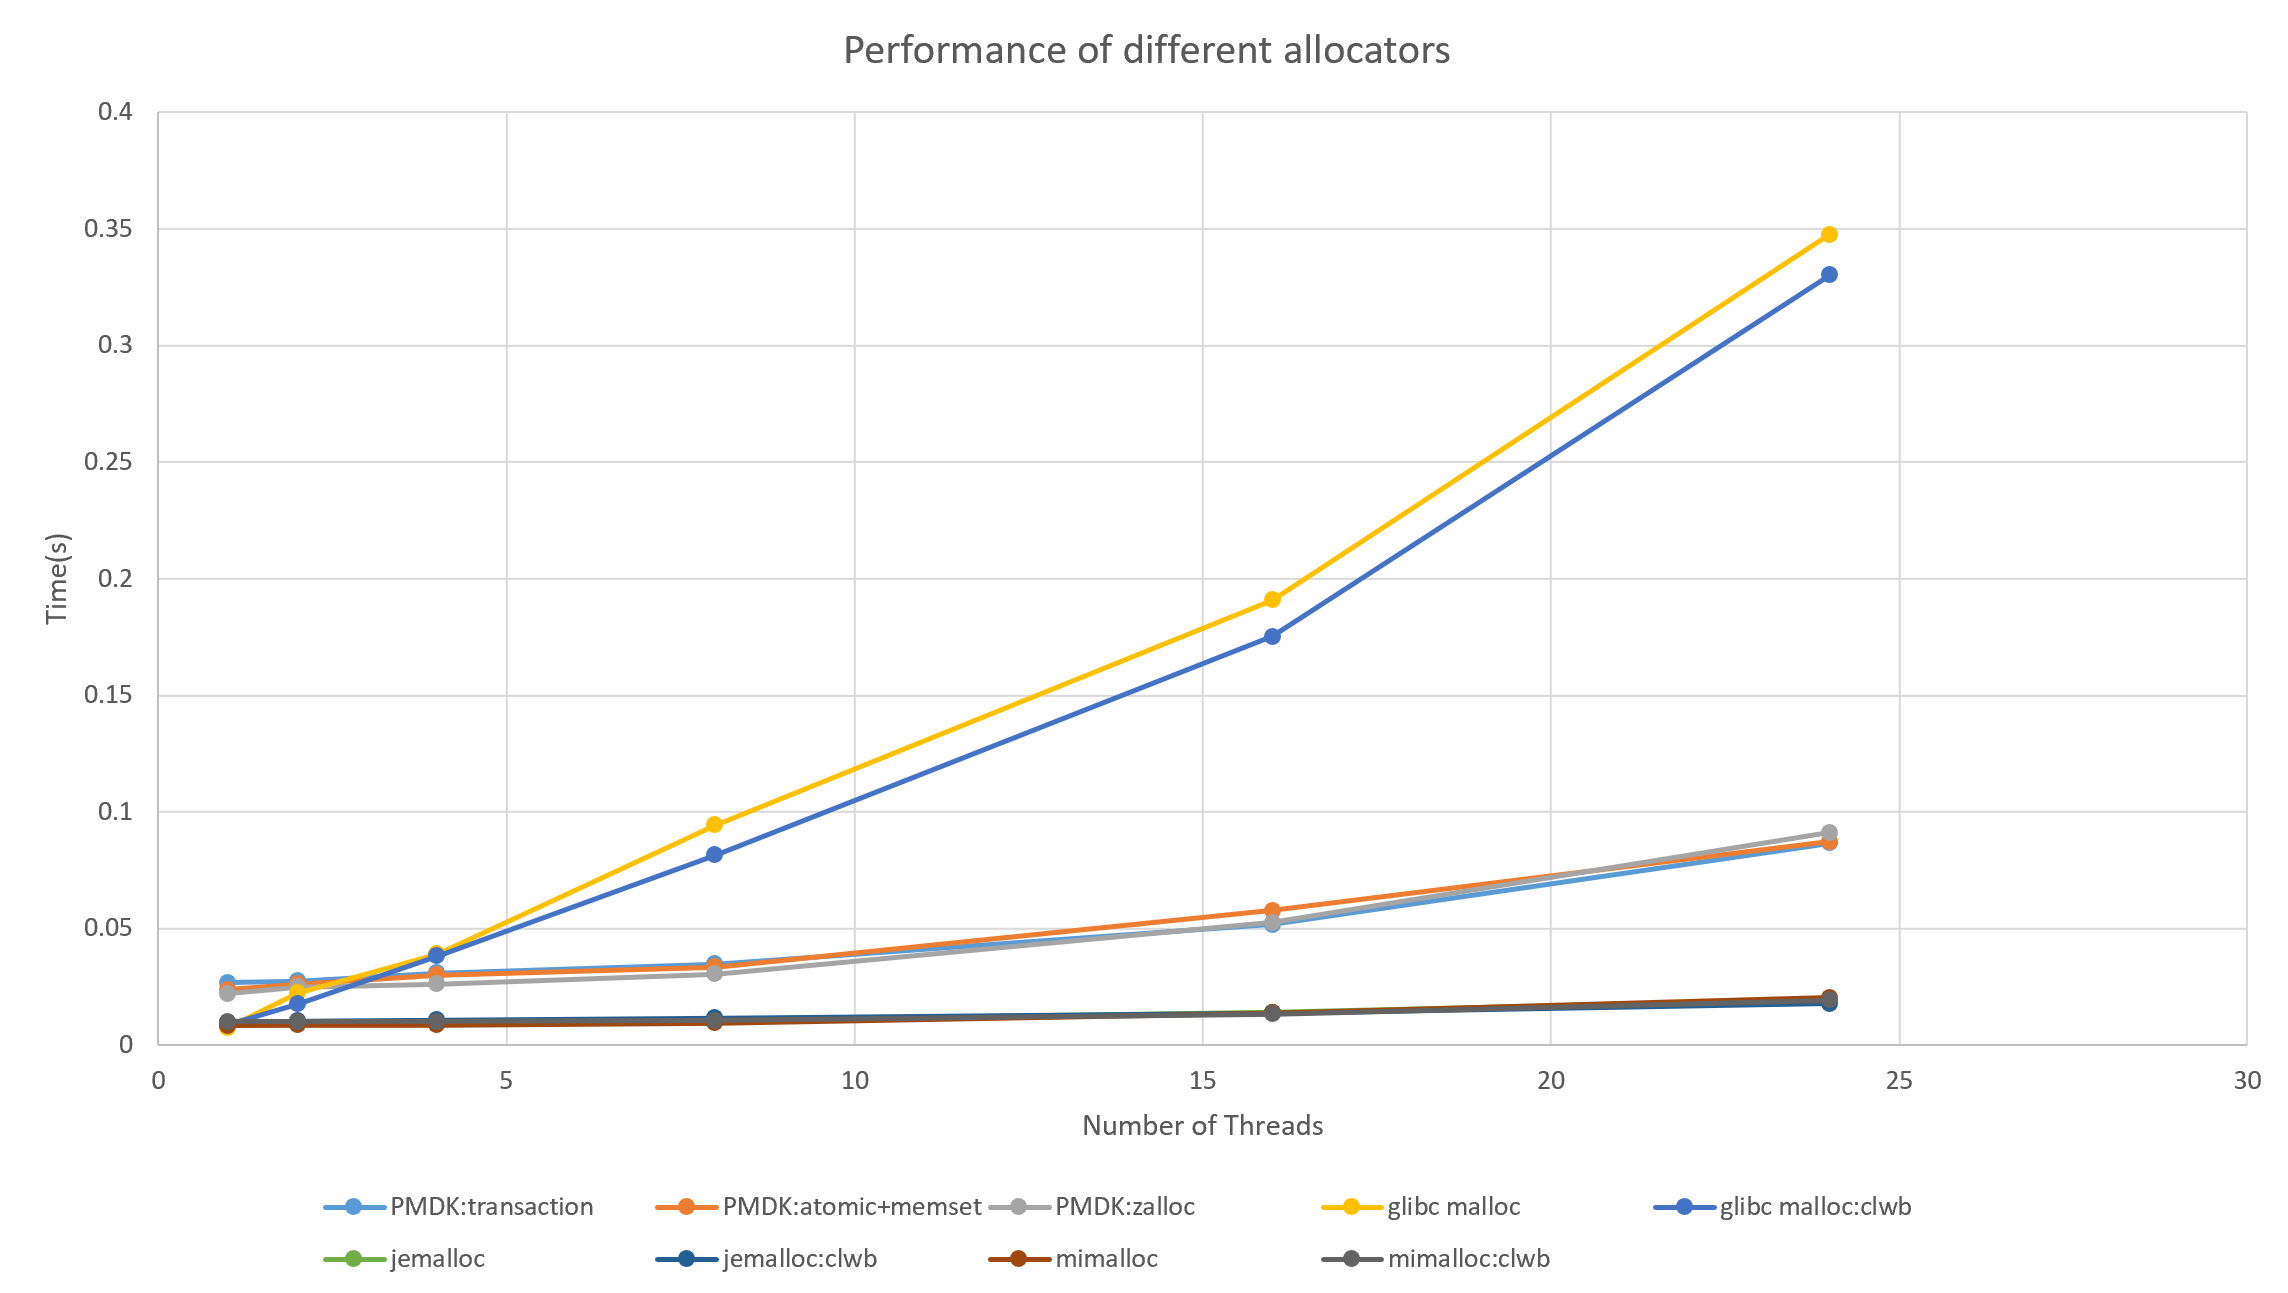 Performance of different allocators
0.4
0.35
0.3
0.25
0.2
0.15
0.1
0.05
0
Time(s)
0 5 10 15 20 25 30
Number of Threads
PMDK:transaction PMDK:atomic+memset PMDK:zalloc glibc malloc glibc malloc:clwb
jemalloc jemalloc:clwb mimalloc mimalloc:clwb